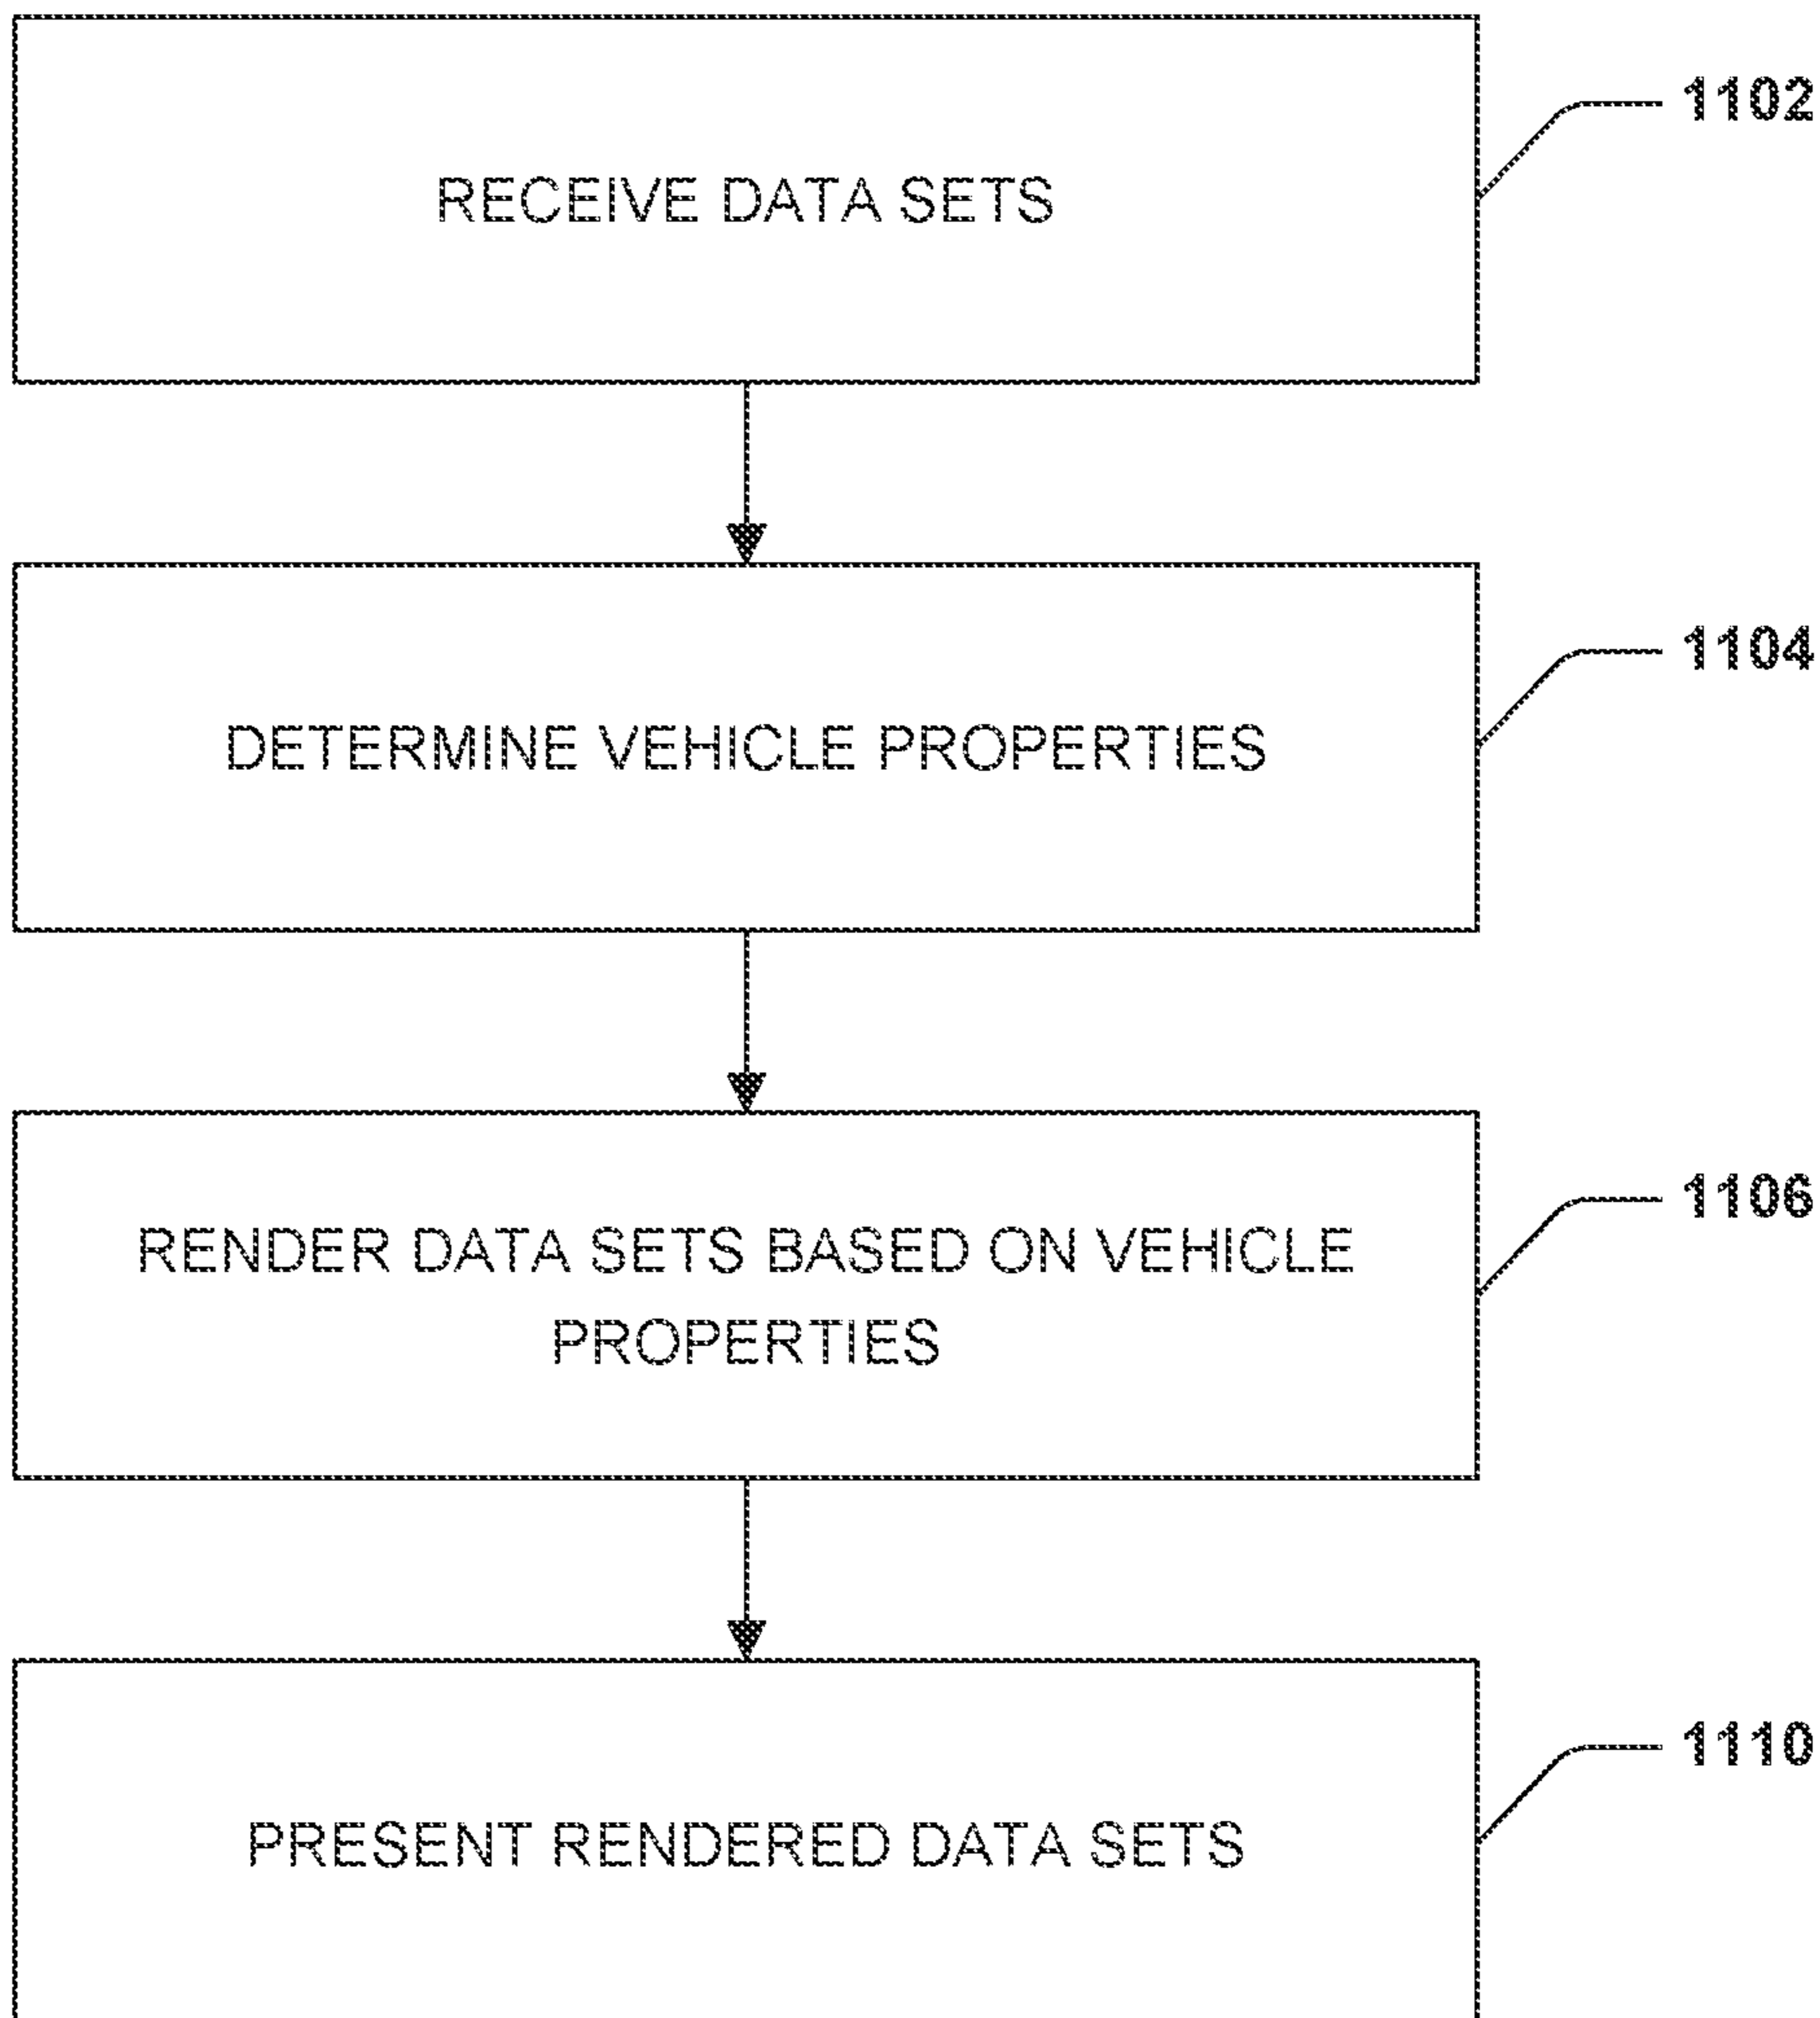 RECEIVE DATA SETS
1102
DETERMINE VEHICLE PROPERTIES
1104
RENDER DATA SETS BASED ON VEHICLE
PROPERTIES
1106
PRESENT RENDERED DATA SETS
1110